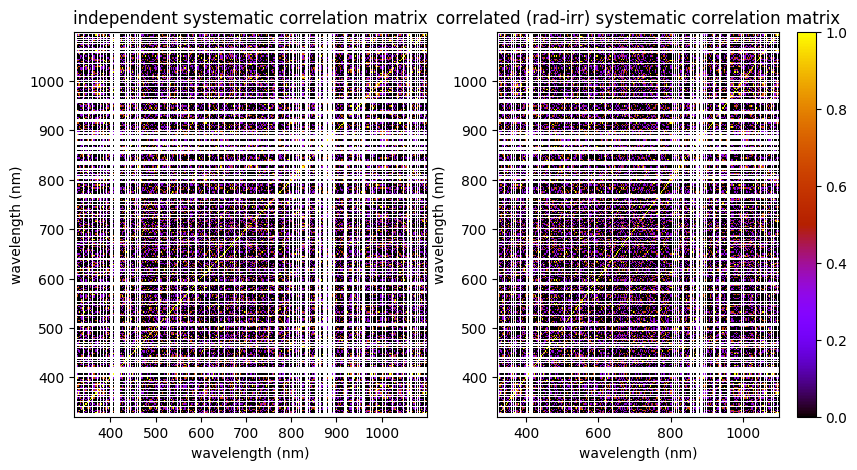 independent systematic correlation matrix
correlated (rad-irr) systematic correlation matrix
wavelength (nm)
1000
900
800
700
600
500
400
400 500 600 700 800 900 1000
wavelength (nm)
wavelength (nm)
1000
900
800
700
600
500
400
400 600 800 1000
wavelength (nm)
1.0
0.8
0.6
0.4
0.2
0.0